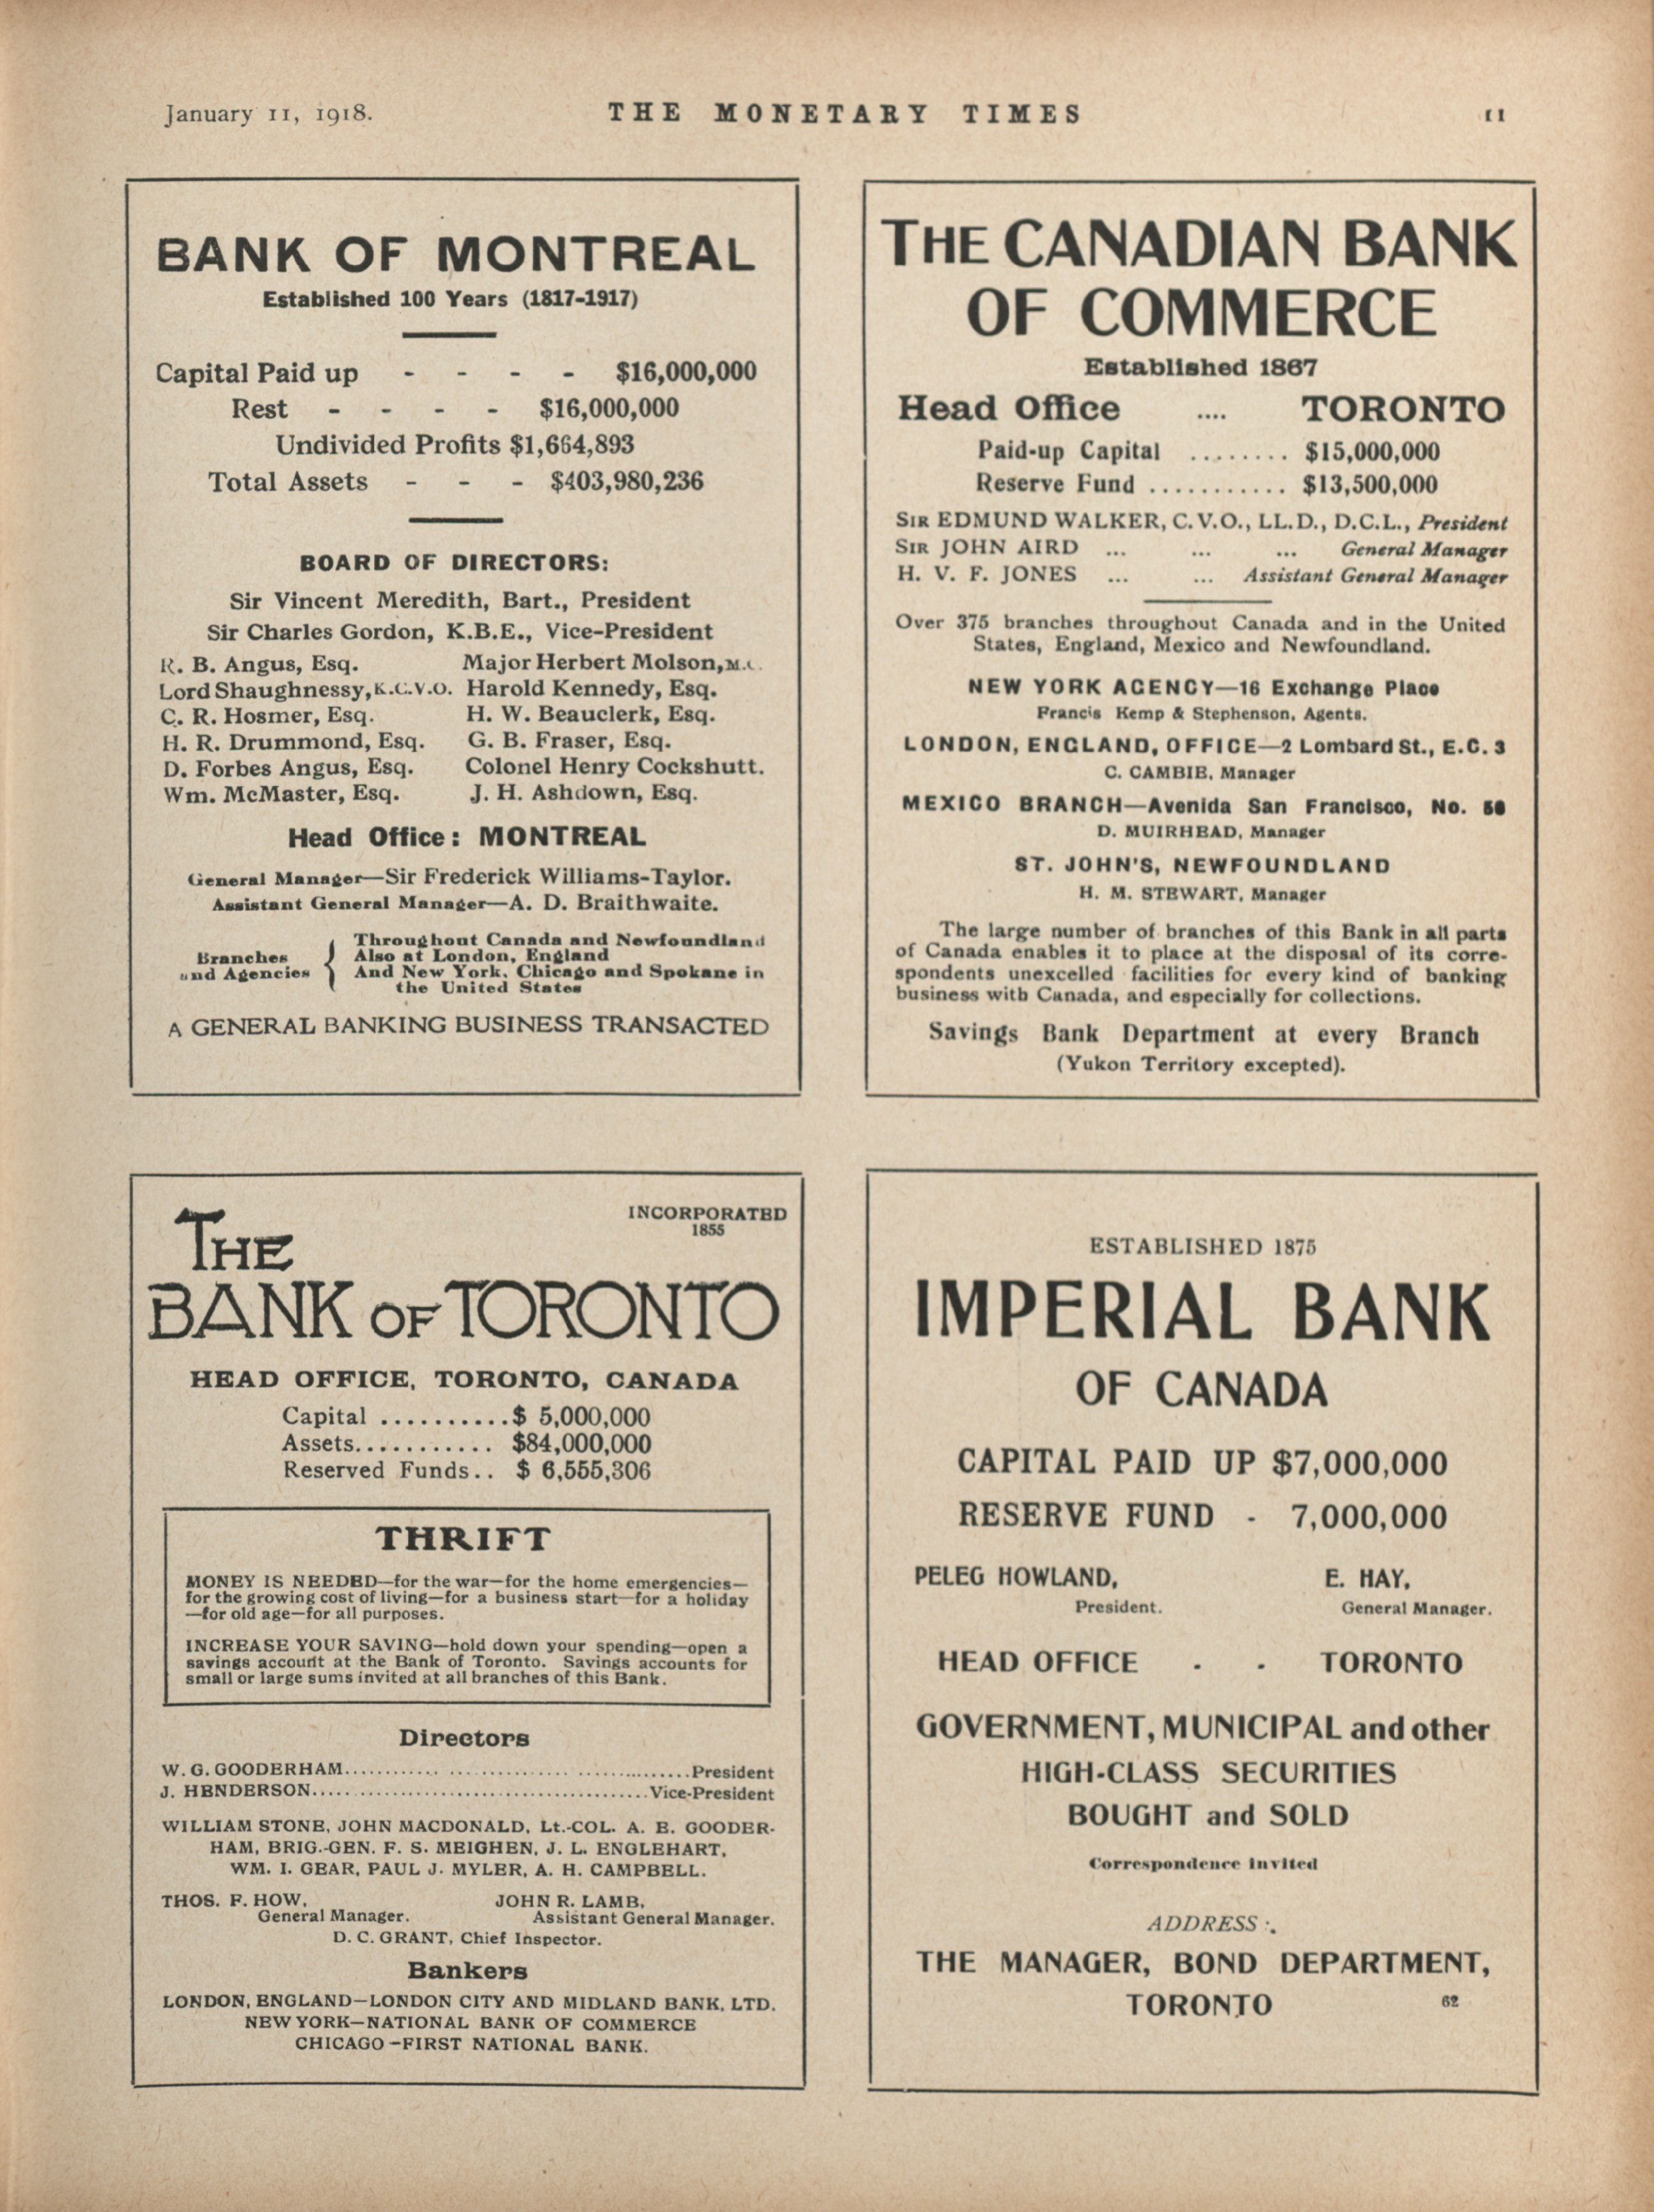 January 11, 1918.
THE MONETARY TIMES
11
BANK OF MONTREAL
Established 100 Years (1817-1917)
Capital Paid up - - - - $16,000,000
Rest - - - - $16,000,000
Undivided Profits $1,664,893
Total Assets - - - $403,980,236
BOARD OF DIRECTORS:
Sir Vincent Meredith, Bart., President
Sir Charles Gordon, K.B.E., Vice-President
R. B. Angus, Esq. Major Herbert Molson, M.C.
Lord Shaughnessy, K.C.V.O. Harold Kennedy, Esq.
C. R. Hosmer, Esq. H. W. Beauclerk, Esq.
H. R. Drummond, Esq. G. B. Fraser, Esq.
D. Forbes Angus, Esq. Colonel Henry Cockshutt.
Wm. McMaster, Esq. J. H. Ashdown, Esq.
Head Office: MONTREAL
General Manager—Sir Frederick Williams-Taylor.
Assistant General Manager—A. D. Braithwaite.
Branches and Agencies
Throughout Canada and Newfoundland
Also at London, England
And New York, Chicago and Spokane in
the United States
A GENERAL BANKING BUSINESS TRANSACTED
THE CANADIAN BANK
OF COMMERCE
Established 1867
Head Office .... TORONTO
Paid-up Capital ........ $15,000,000
Reserve Fund ........... $13,500,000
SIR EDMUND WALKER, C.V.O., LL.D., D.C.L., President
SIR JOHN AIRD ... ... ... General Manager
H. V. F. JONES ... ... Assistant General Manager
Over 375 branches throughout Canada and in the United
States, England, Mexico and Newfoundland.
NEW YORK AGENCY—16 Exchange Place
Francis Kemp & Stephenson, Agents.
LONDON, ENGLAND, OFFICE—2 Lombard St., E.C. 3
C. CAMBIE, Manager
MEXICO BRANCH—Avenida San Francisco, No. 50
D. MUIRHEAD, Manager
ST. JOHN'S, NEWFOUNDLAND
H. M. STEWART, Manager
The large number of branches of this Bank in all parts
of Canada enables it to place at the disposal of its corre-
spondents unexcelled facilities for every kind of banking
business with Canada, and especially for collections.
Savings Bank Department at every Branch
(Yukon Territory excepted).
INCORPORATED
1855
THE
BANK OF TORONTO
HEAD OFFICE, TORONTO, CANADA
Capital ..........$ 5,000,000
Assets........... $84,000,000
Reserved Funds.. $ 6,555,306
THRIFT
MONEY IS NEEDED—for the war—for the home emergencies—
for the growing cost of living—for a business start—for a holiday
—for old age—for all purposes.
INCREASE YOUR SAVING—hold down your spending—open a
savings account at the Bank of Toronto. Savings accounts for
small or large sums invited at all branches of this Bank.
Directors
W. G. GOODERHAM........................................President
J. HENDERSON........................................Vice-President
WILLIAM STONE, JOHN MACDONALD, Lt.-COL. A. E. GOODER-
HAM, BRIG.-GEN. F. S. MEIGHEN, J. L. ENGLEHART,
WM. I. GEAR, PAUL J. MYLER, A. H. CAMPBELL.
THOS. F. HOW, JOHN R. LAMB,
General Manager. Assistant General Manager.
D. C. GRANT, Chief Inspector.
Bankers
LONDON, ENGLAND—LONDON CITY AND MIDLAND BANK, LTD.
NEW YORK—NATIONAL BANK OF COMMERCE
CHICAGO—FIRST NATIONAL BANK.
ESTABLISHED 1875
IMPERIAL BANK
OF CANADA
CAPITAL PAID UP $7,000,000
RESERVE FUND - 7,000,000
PELEG HOWLAND, E. HAY,
President. General Manager.
HEAD OFFICE - - TORONTO
GOVERNMENT, MUNICIPAL and other
HIGH-CLASS SECURITIES
BOUGHT and SOLD
Correspondence Invited
ADDRESS:
THE MANAGER, BOND DEPARTMENT,
TORONTO 62